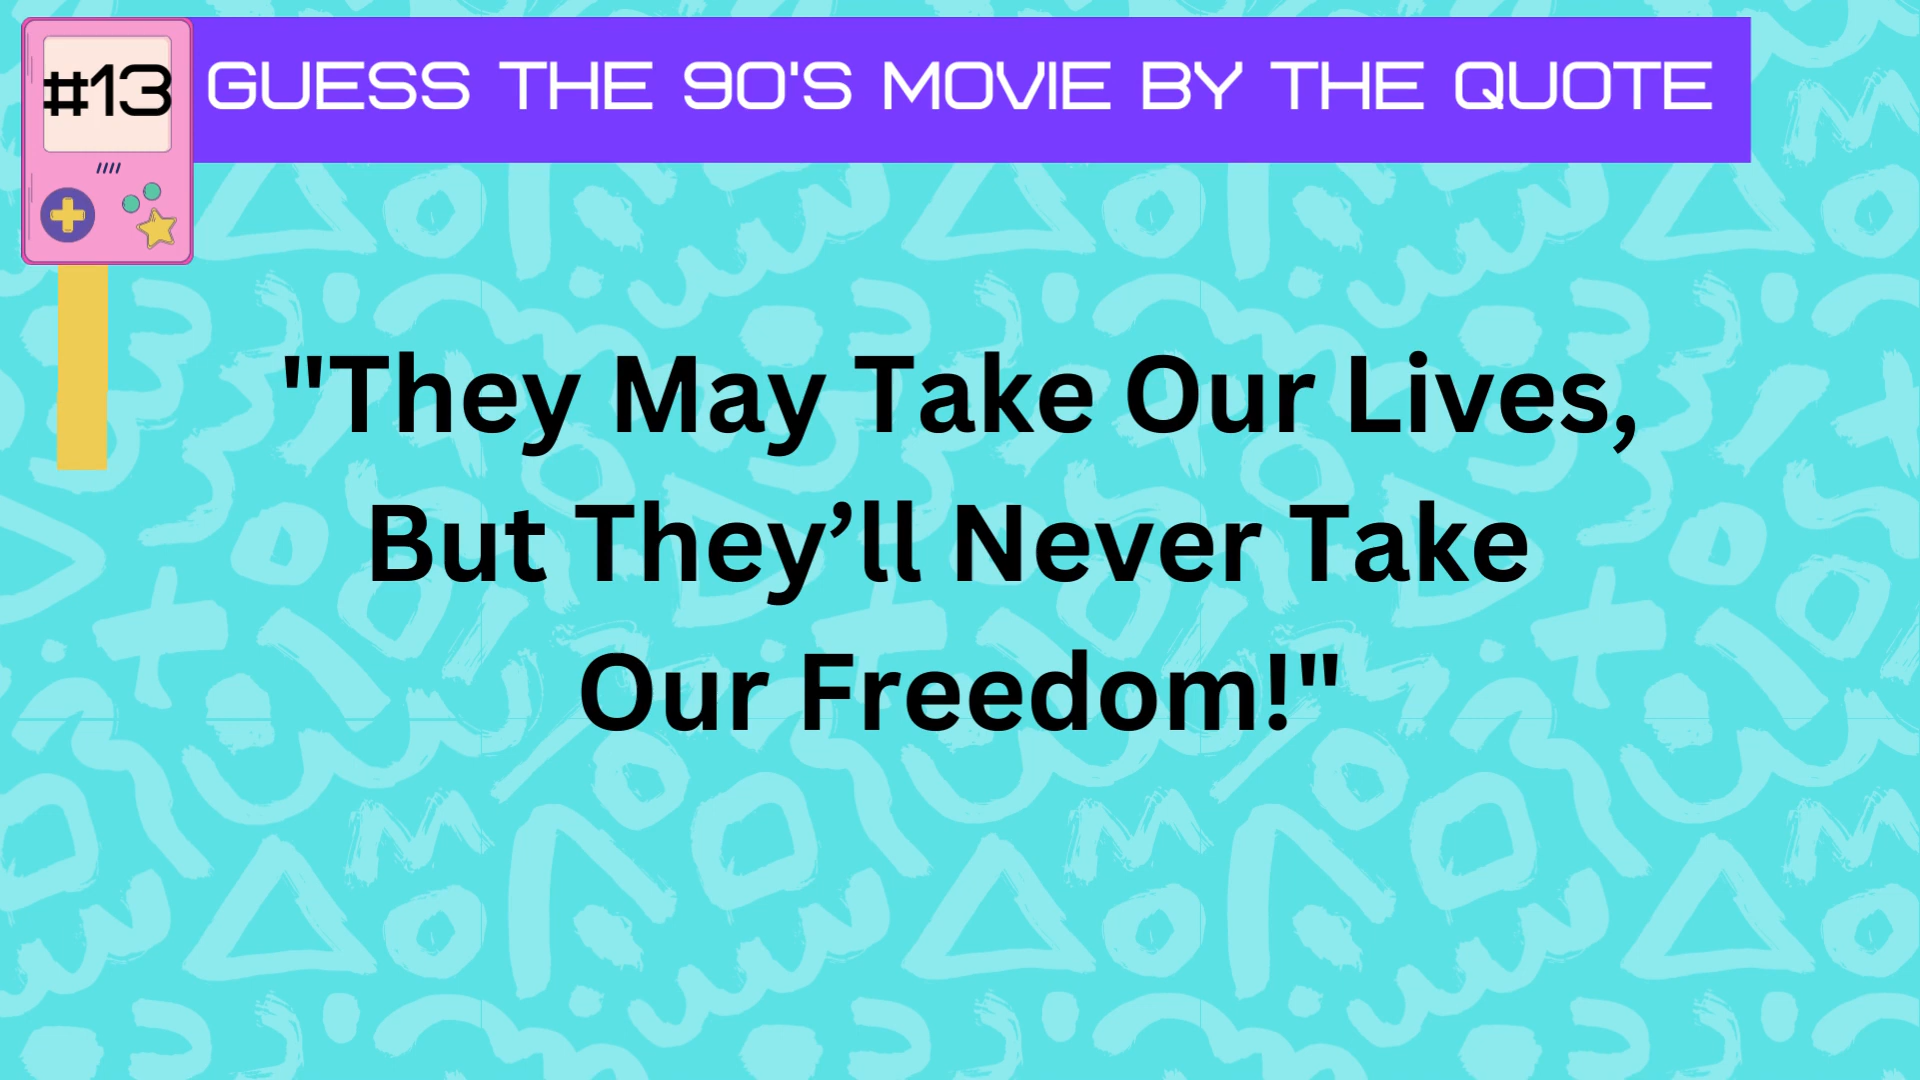 #13
GUESS THE 90'S MOVIE BY THE QUOTE
"They May Take Our Lives,
But They’ll Never Take
Our Freedom!"